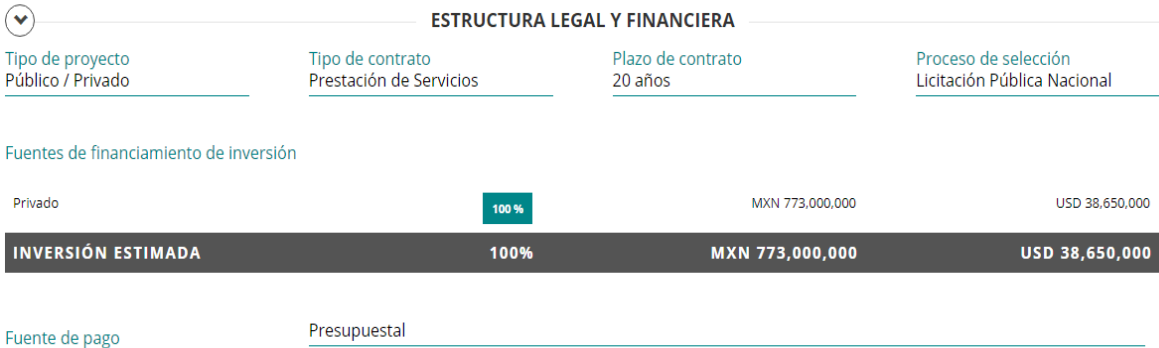 ESTRUCTURA LEGAL Y FINANCIERA
Tipo de proyecto
Público / Privado
Tipo de contrato
Prestación de Servicios
Plazo de contrato
20 años
Proceso de selección
Licitación Pública Nacional
Fuentes de financiamiento de inversión
Privado 100 % MXN 773,000,000 USD 38,650,000
INVERSIÓN ESTIMADA 100% MXN 773,000,000 USD 38,650,000
Fuente de pago Presupuestal